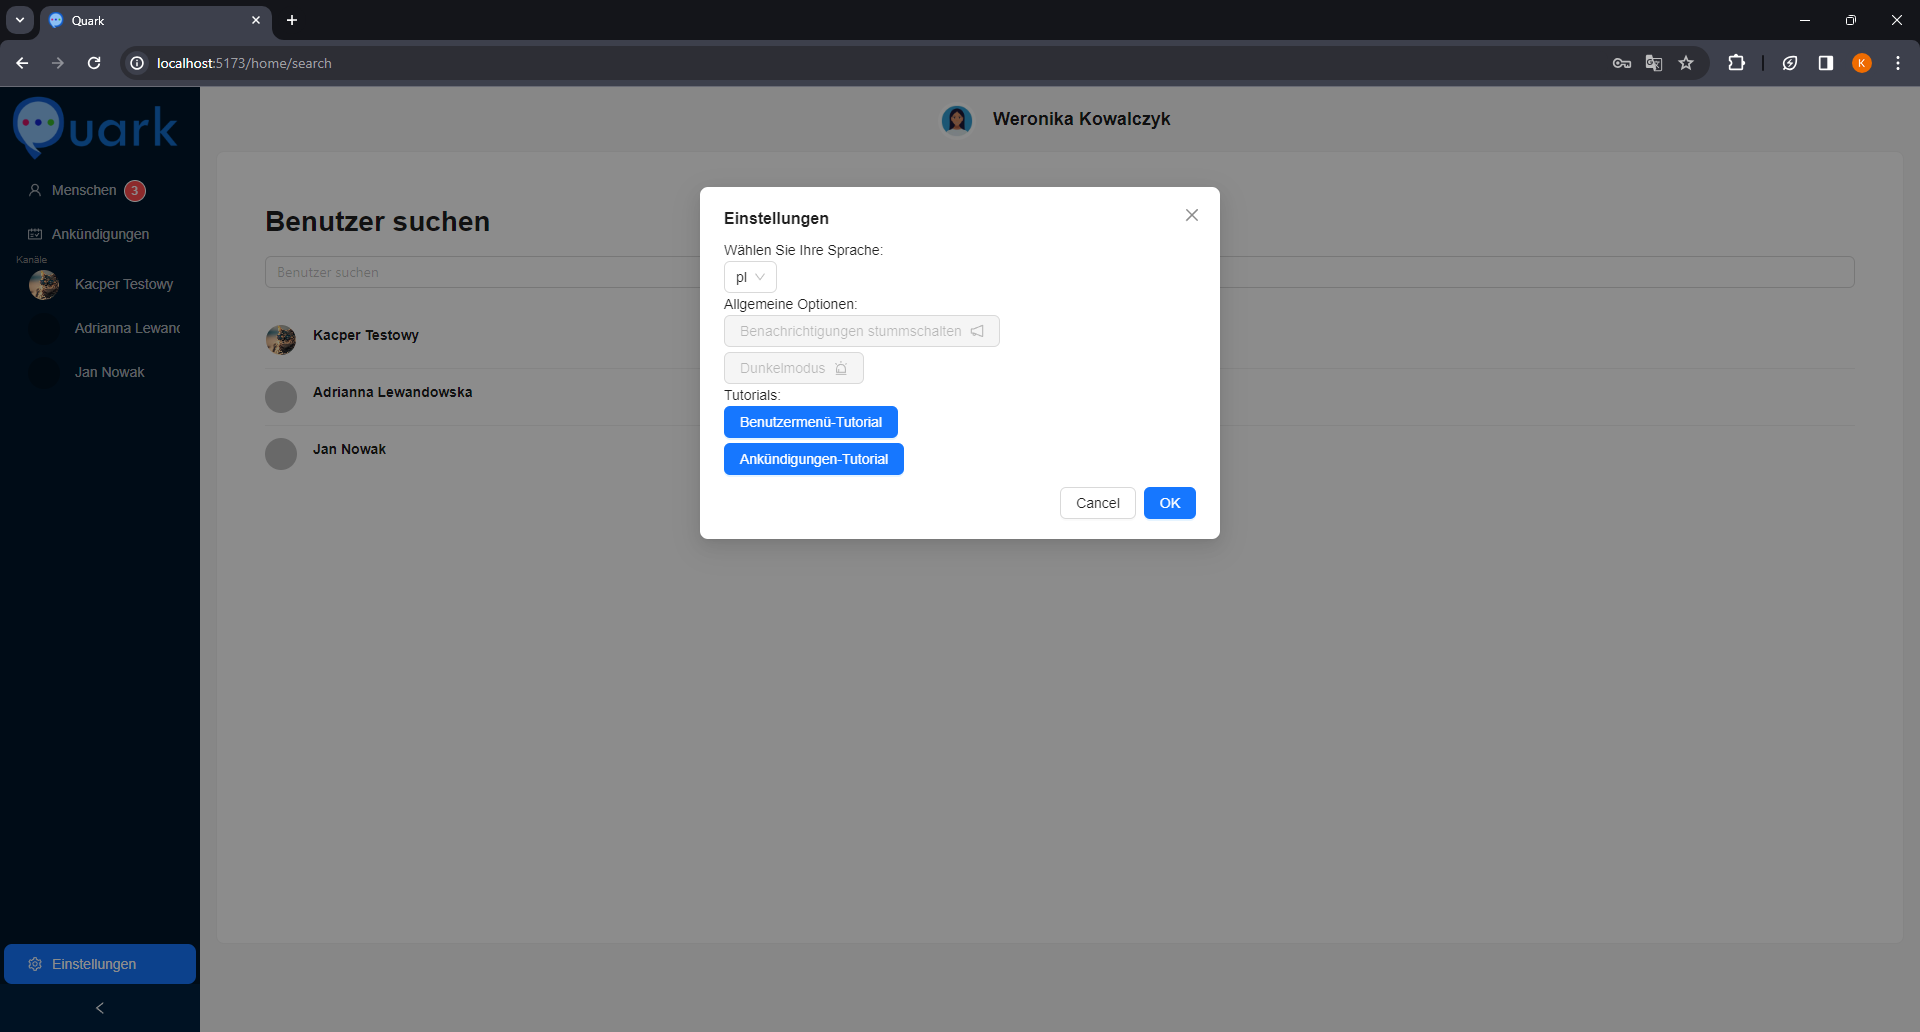 Quark
localhost:5173/home/search
K
uark
Weronika Kowalczyk
Menschen 3
Ankündigungen
Kanäle
Kacper Testowy
Adrianna Lewand
Jan Nowak
Benutzer suchen
Benutzer suchen
Kacper Testowy
Adrianna Lewandowska
Jan Nowak
Einstellungen
Wählen Sie Ihre Sprache:
pl
Allgemeine Optionen:
Benachrichtigungen stummschalten
Dunkelmodus
Tutorials:
Benutzermenü-Tutorial
Ankündigungen-Tutorial
Cancel OK
Einstellungen